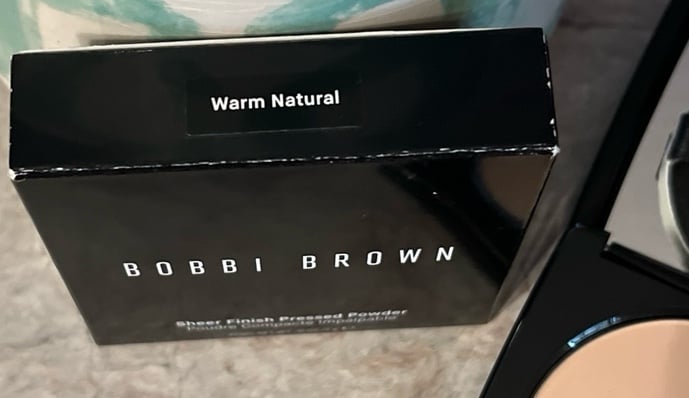 Warm Natural
BOBBI BROWN
Sheer Finish Pressed Powder
Poudre Compacte Impalpable